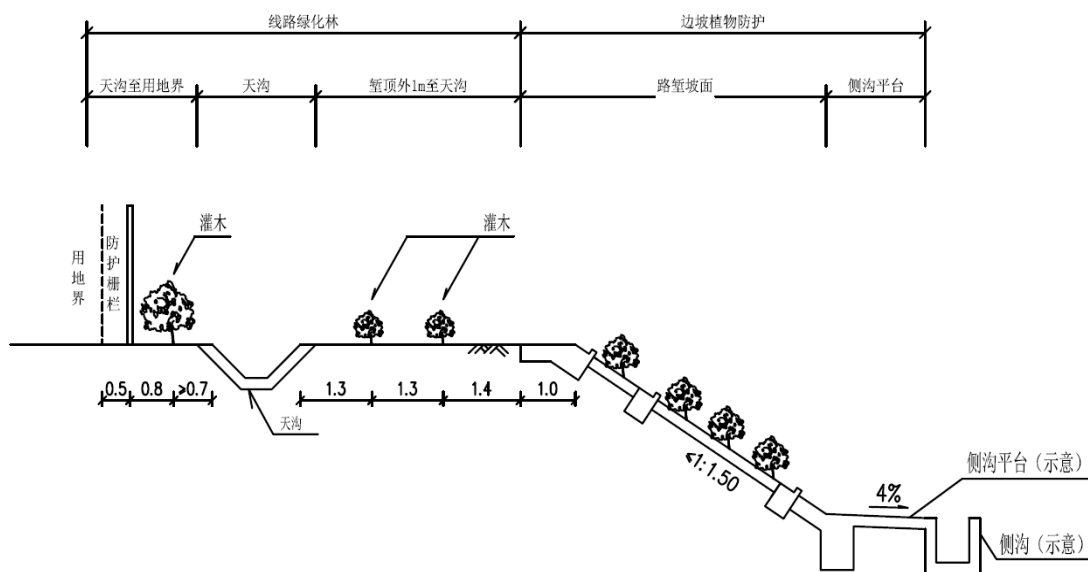 线路绿化林
边坡植物防护
天沟至用地界
天沟
堑顶外1m至天沟
路堑坡面
侧沟平台
用地界
防护栅栏
灌木
灌木
0.5
0.8
>0.7
1.3
1.3
1.4
1.0
天沟
<1:1.50
4%
侧沟平台（示意）
侧沟（示意）